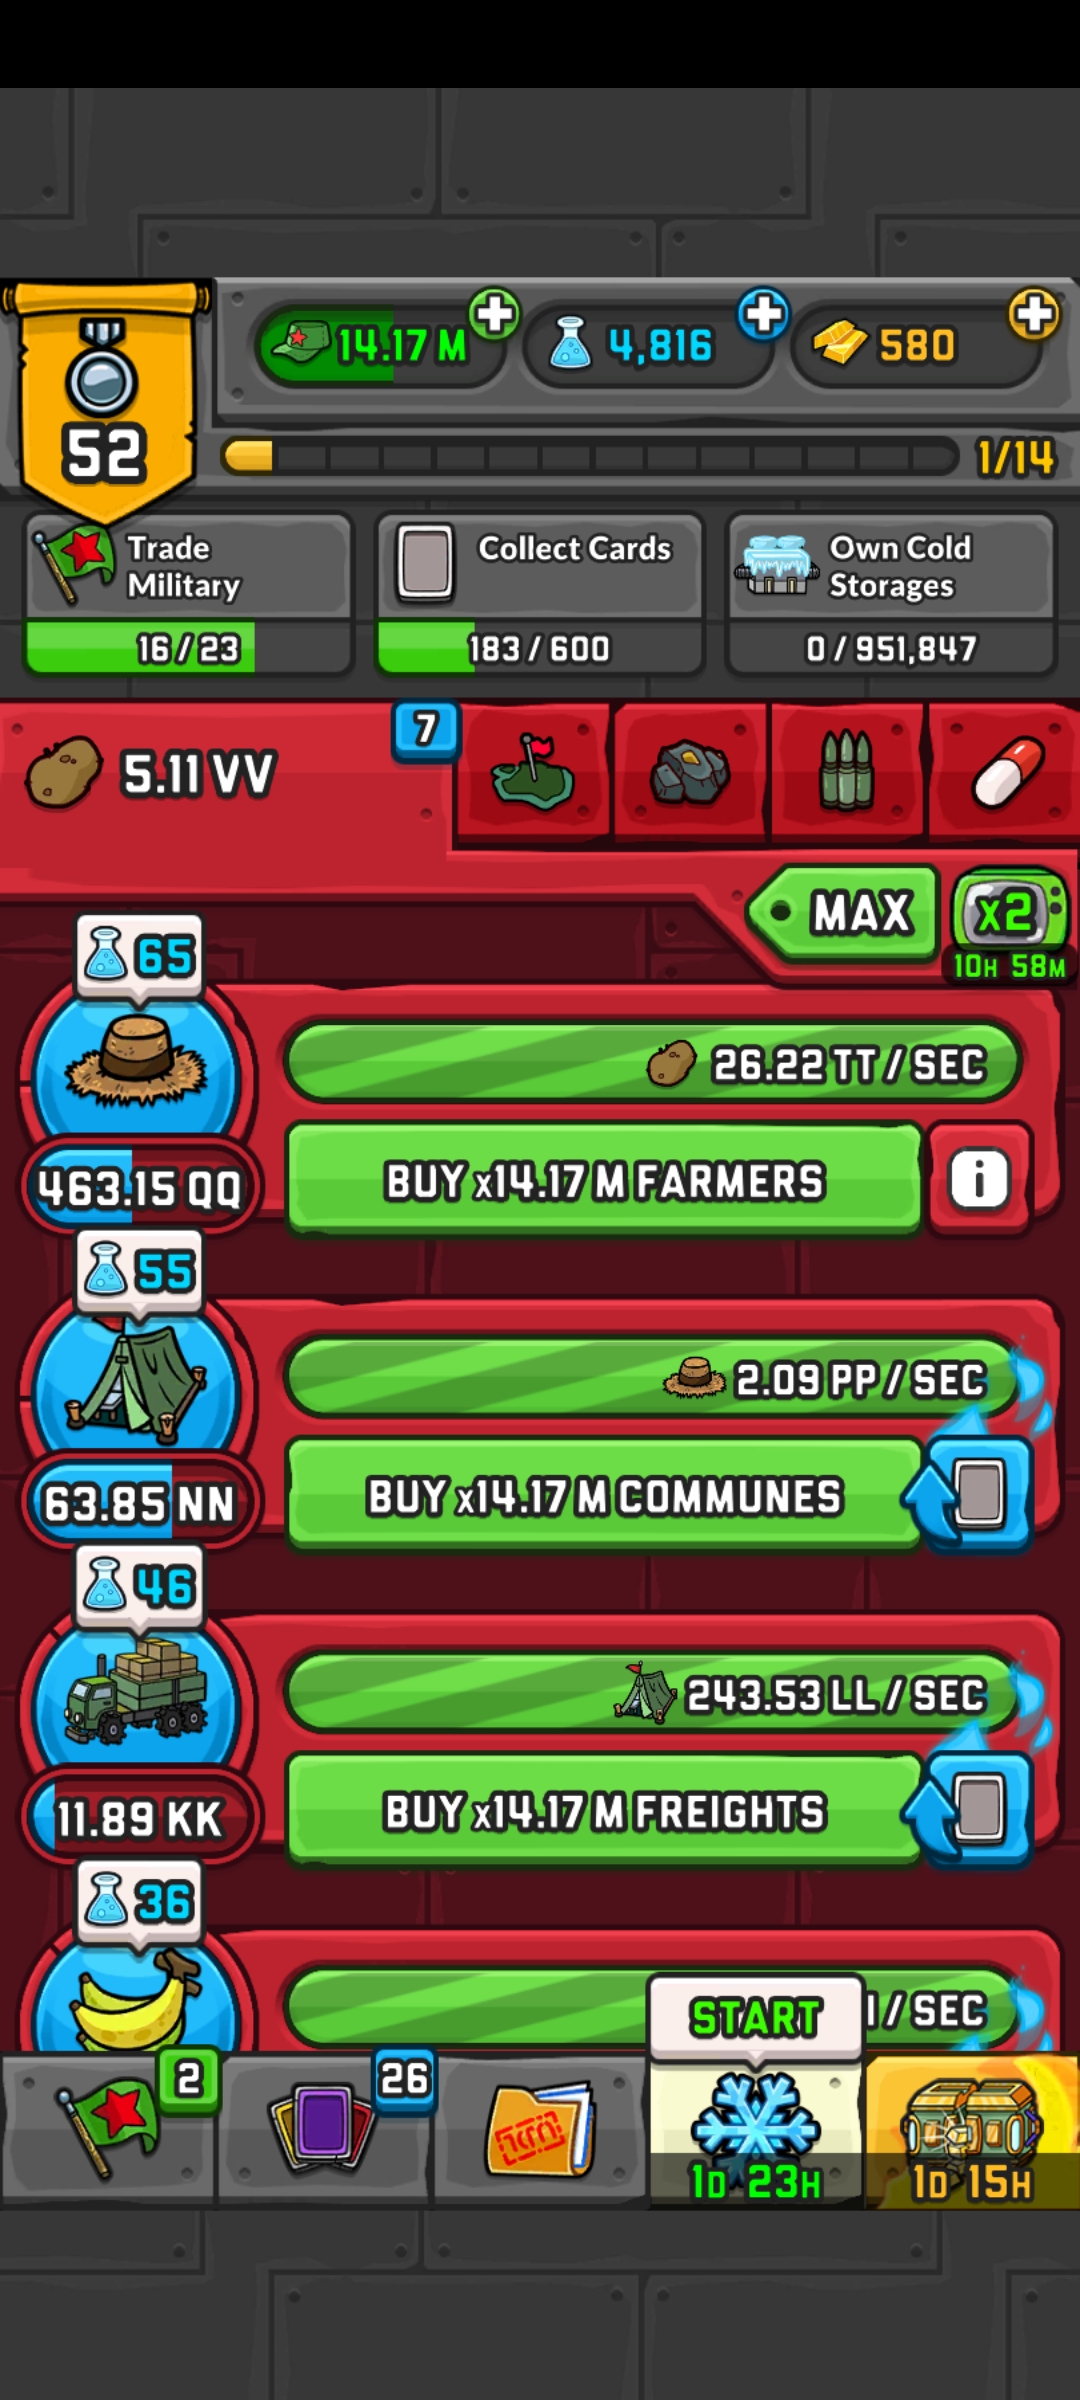 14.17 M
4,816
580
52
1/14
Trade
Military
16/23
Collect Cards
183/600
Own Cold
Storages
0/951,847
5.11 VV
7
MAX
x2
10H 58M
65
26.22 TT/SEC
463.15 QQ
BUY x14.17 M FARMERS
i
55
2.09 PP/SEC
63.85 NN
BUY x14.17 M COMMUNES
46
243.53 LL/SEC
11.89 KK
BUY x14.17 M FREIGHTS
36
/SEC
START
2
26
1D 23H
1D 15H